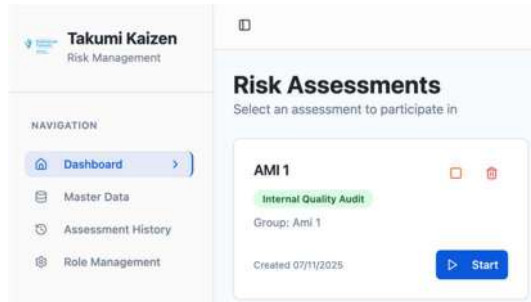 Takumi Kaizen
Risk Management
NAVIGATION
Dashboard
Master Data
Assessment History
Role Management
Risk Assessments
Select an assessment to participate in
AMI 1
Internal Quality Audit
Group: Ami 1
Created 07/11/2025
Start